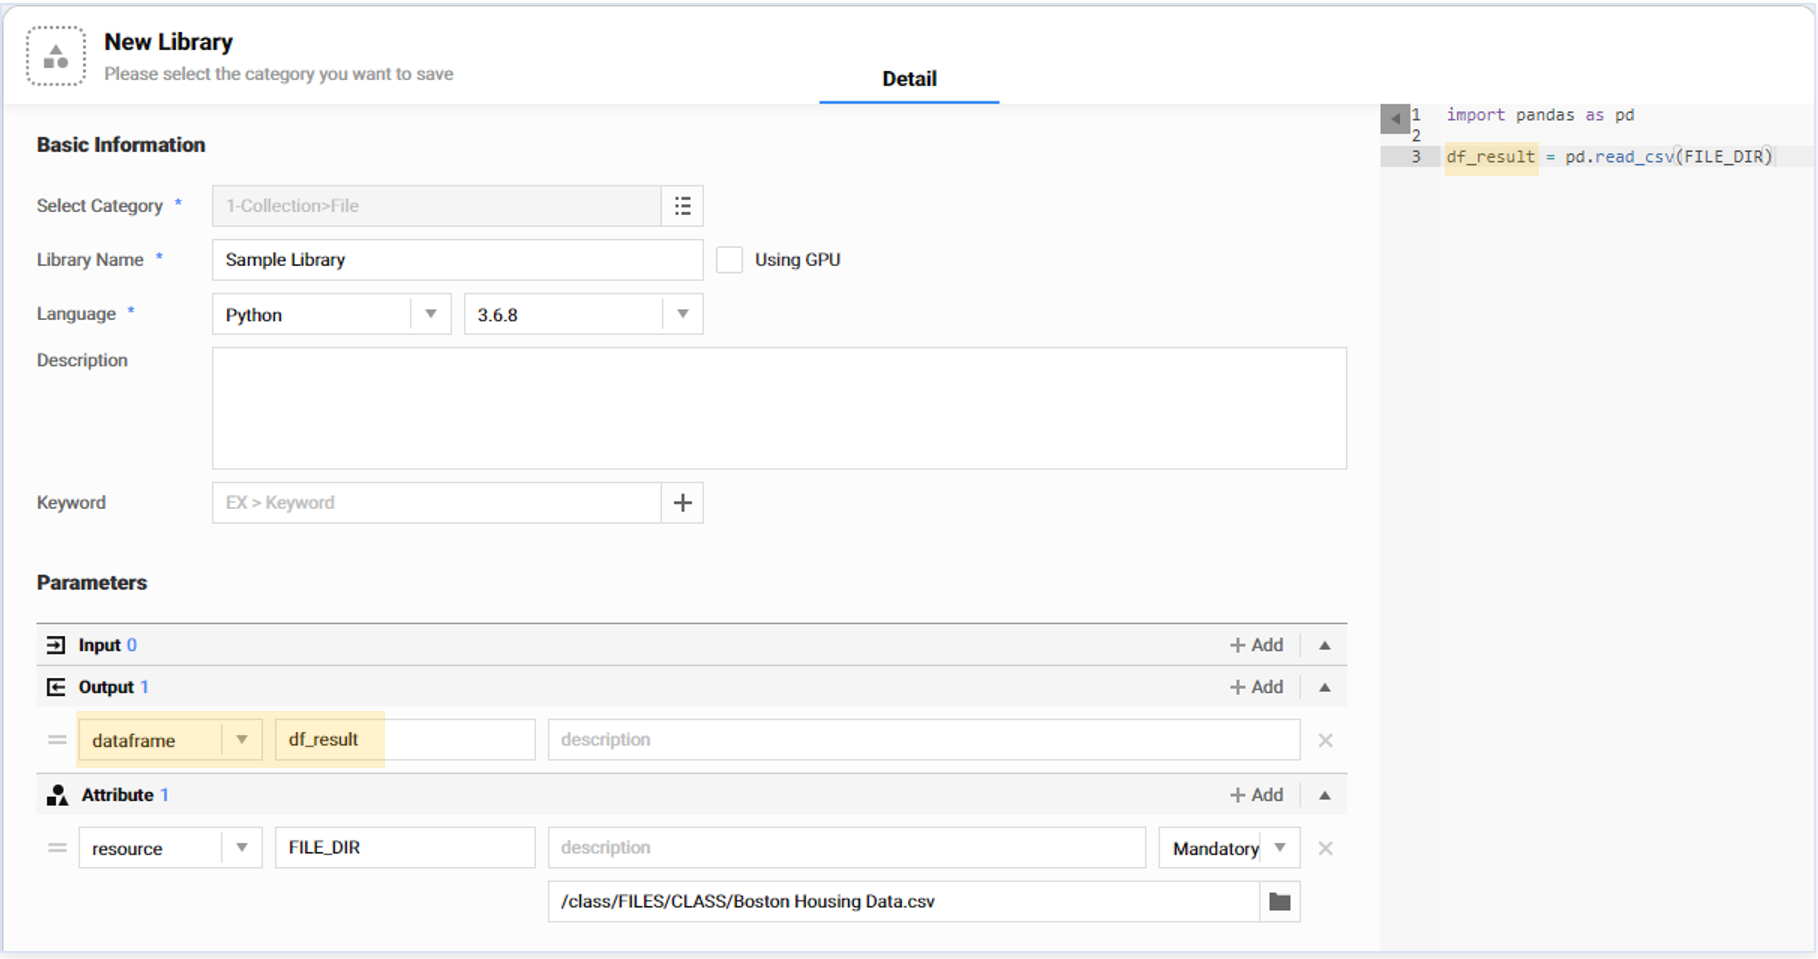 New Library
Please select the category you want to save
Detail
Basic Information
Select Category *
1-Collection>File
Library Name *
Sample Library
Using GPU
Language *
Python
3.6.8
Description
Keyword
EX > Keyword
+
Parameters
Input 0
+ Add
Output 1
+ Add
dataframe
df_result
description
Attribute 1
+ Add
resource
FILE_DIR
description
Mandatory
/class/FILES/CLASS/Boston Housing Data.csv
1 import pandas as pd
2
3 df_result = pd.read_csv(FILE_DIR)